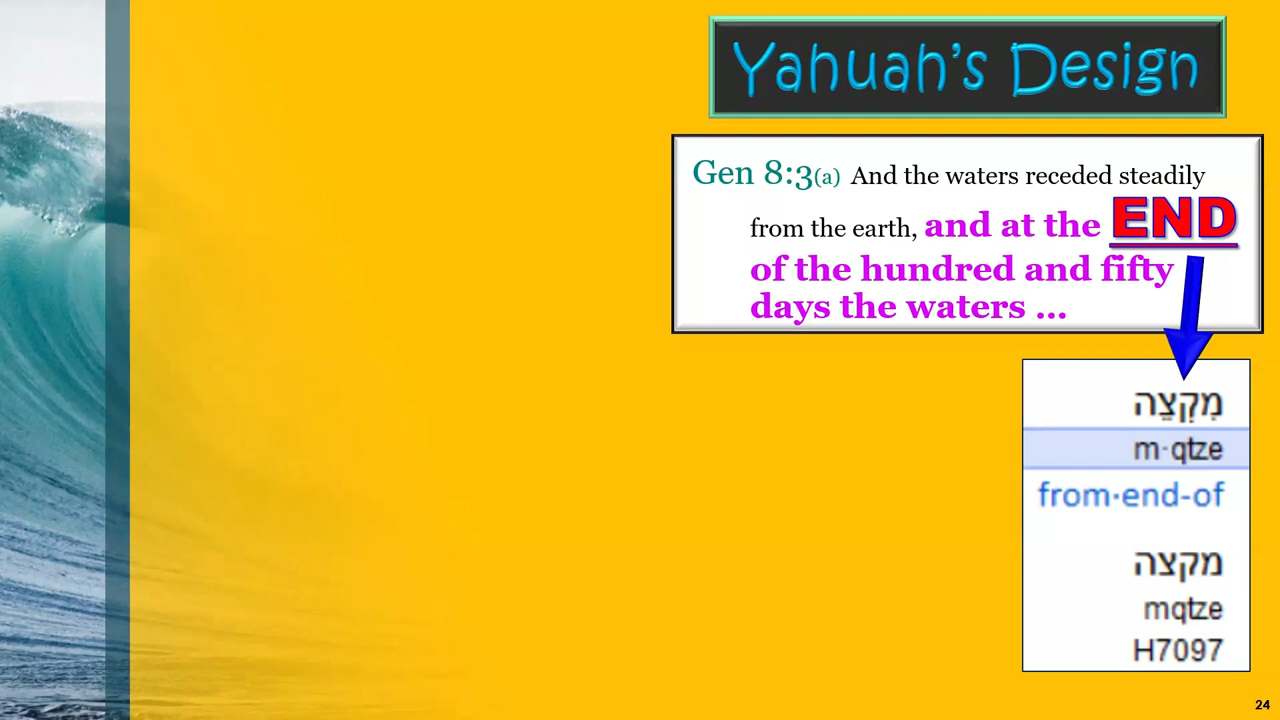 Yahuah's Design
Gen 8:3(a) And the waters receded steadily
from the earth, and at the END
of the hundred and fifty
days the waters ...
מִקְצֵה
m·qtze
from·end-of
מקצה
mqtze
H7097
24